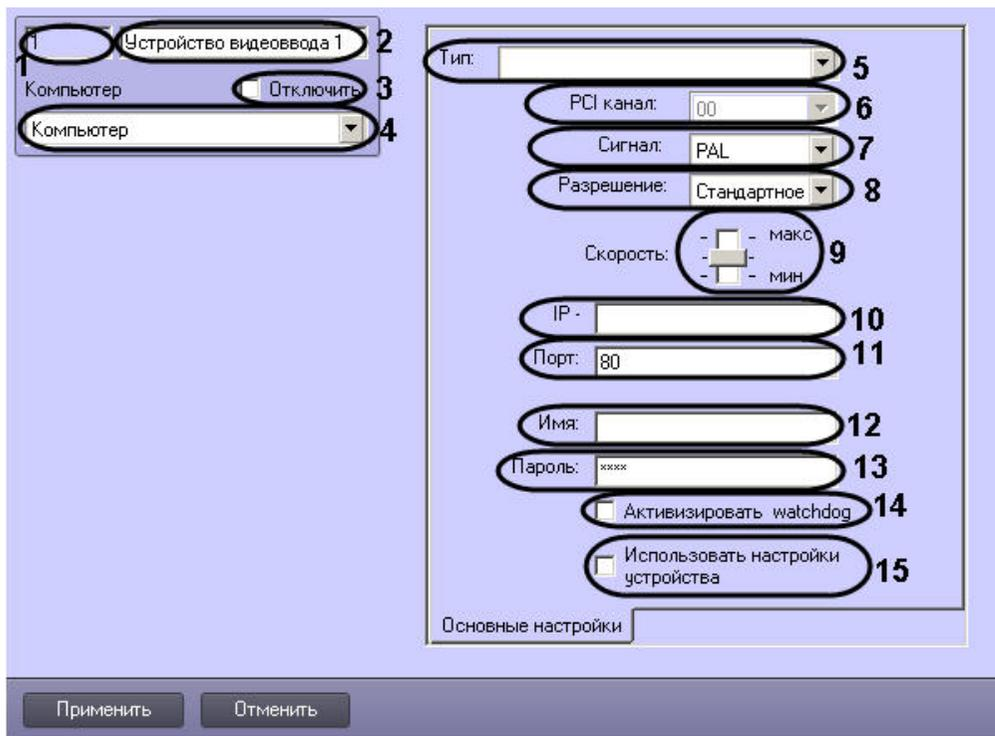 1 Устройство видеоввода 1 2
1
Компьютер Отключить 3
Компьютер 4
Тип: 5
PCI канал: 00 6
Сигнал: PAL 7
Разрешение: Стандартное 8
Скорость: - - макс 9
- -
- - мин
IP - 10
Порт: 80 11
Имя: 12
Пароль: **** 13
Активизировать watchdog 14
Использовать настройки 15
устройства
Основные настройки
Применить Отменить